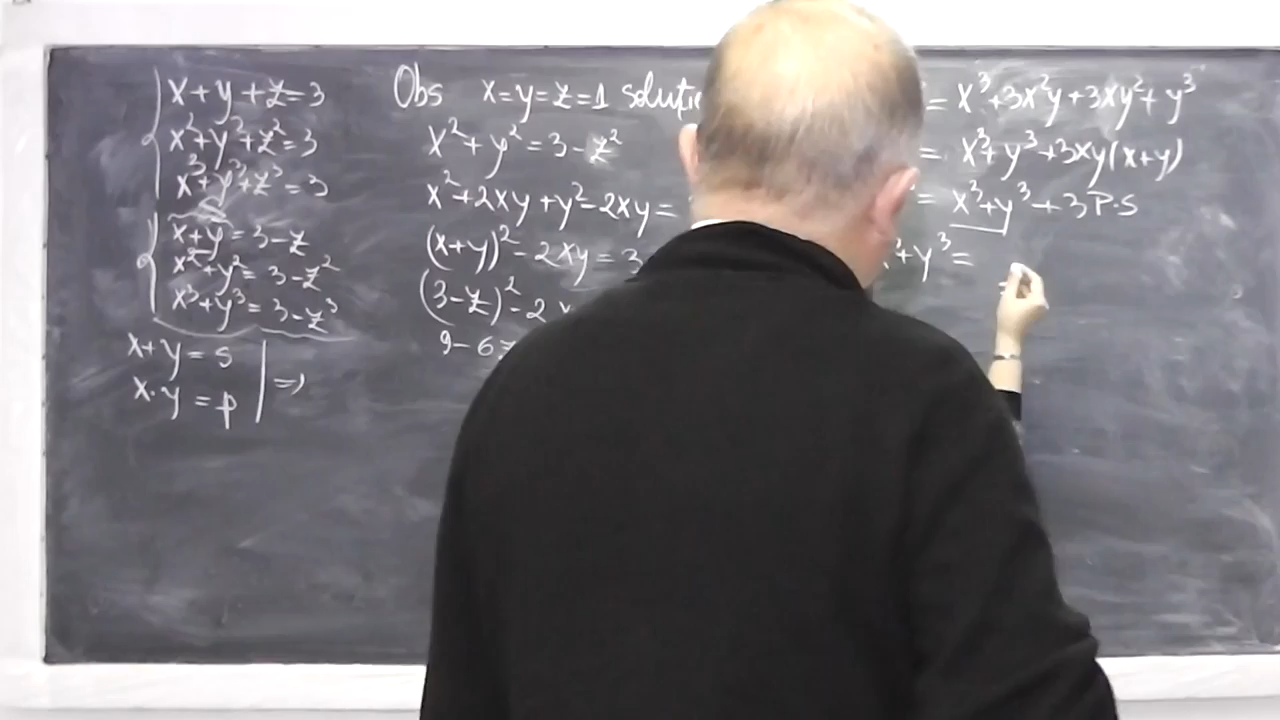 x+y+z=3
x²+y²+z²=3
x³+y³+z³=3
x+y=3-z
x²+y²=3-z²
x³+y³=3-z³
x+y=s
x·y=p
=>
Obs x=y=z=1
x²+y²=3-z²
x²+2xy+y²-2xy=
(x+y)²-2xy=3
(3-z)²-2
9-6z
=x³+3x²y+3xy²+y³
=x³+y³+3xy(x+y)
=x³+y³+3P·S
+y³=